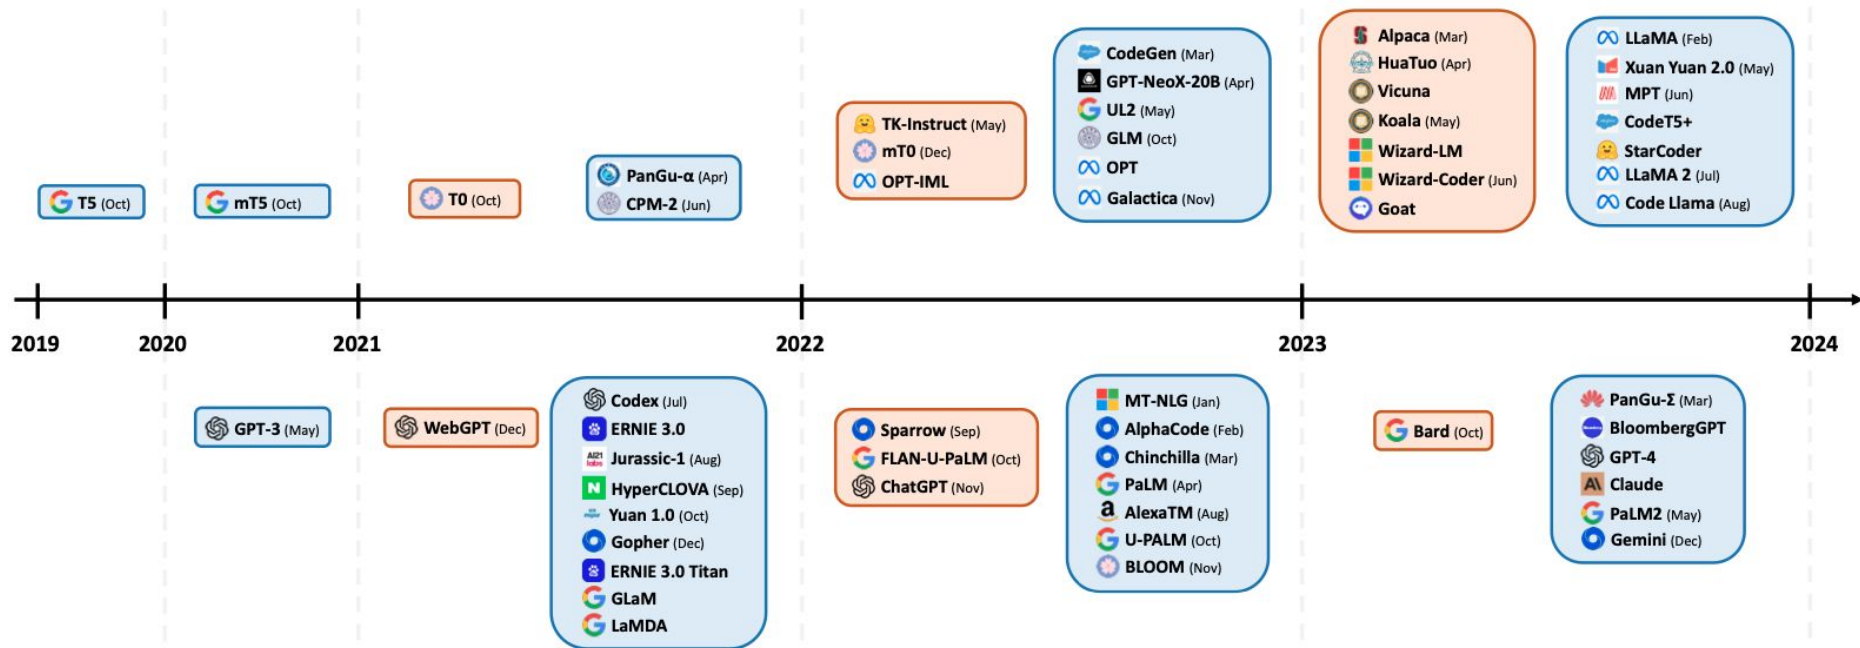 T5 (Oct)
mT5 (Oct)
T0 (Oct)
PanGu-α (Apr)
CPM-2 (Jun)
TK-Instruct (May)
mT0 (Dec)
OPT-IML
CodeGen (Mar)
GPT-NeoX-20B (Apr)
UL2 (May)
GLM (Oct)
OPT
Galactica (Nov)
Alpaca (Mar)
HuaTuo (Apr)
Vicuna
Koala (May)
Wizard-LM
Wizard-Coder (Jun)
Goat
LLaMA (Feb)
Xuan Yuan 2.0 (May)
MPT (Jun)
CodeT5+
StarCoder
LLaMA 2 (Jul)
Code Llama (Aug)
2019 2020 2021 2022 2023 2024
GPT-3 (May)
WebGPT (Dec)
Codex (Jul)
ERNIE 3.0
AI21 labs Jurassic-1 (Aug)
N HyperCLOVA (Sep)
Yuan 1.0 (Oct)
Gopher (Dec)
ERNIE 3.0 Titan
GLaM
LaMDA
Sparrow (Sep)
FLAN-U-PaLM (Oct)
ChatGPT (Nov)
MT-NLG (Jan)
AlphaCode (Feb)
Chinchilla (Mar)
PaLM (Apr)
AlexaTM (Aug)
U-PALM (Oct)
BLOOM (Nov)
Bard (Oct)
PanGu-Σ (Mar)
BloombergGPT
GPT-4
Claude
PaLM2 (May)
Gemini (Dec)